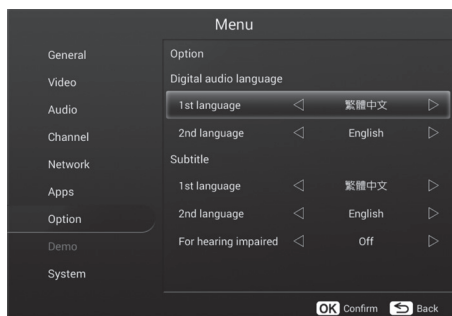 Menu
General
Video
Audio
Channel
Network
Apps
Option
Demo
System
Option
Digital audio language
1st language 繁體中文
2nd language English
Subtitle
1st language 繁體中文
2nd language English
For hearing impaired Off
OK Confirm Back